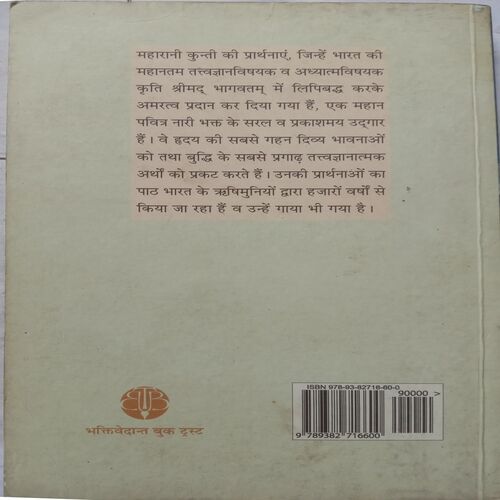 महारानी कुन्ती की प्रार्थनाएं, जिन्हें भारत की
महानतम तत्त्वज्ञानविषयक व अध्यात्मविषयक
कृति श्रीमद् भागवतम् में लिपिबद्ध करके
अमरत्व प्रदान कर दिया गया हैं, एक महान
पवित्र नारी भक्त के सरल व प्रकाशमय उद्‌गार
हैं । वे हृदय की सबसे गहन दिव्य भावनाओं
को तथा बुद्धि के सबसे प्रगाढ़ तत्त्वज्ञानात्मक
अर्थों को प्रकट करते हैं । उनकी प्रार्थनाओं का
पाठ भारत के ऋषिमुनियों द्वारा हजारों वर्षों से
किया जा रहा हैं व उन्हें गाया भी गया है ।
ISBN 978-93-82716-60-0
90000 >
9 789382 716600
भक्तिवेदान्त बुक ट्रस्ट